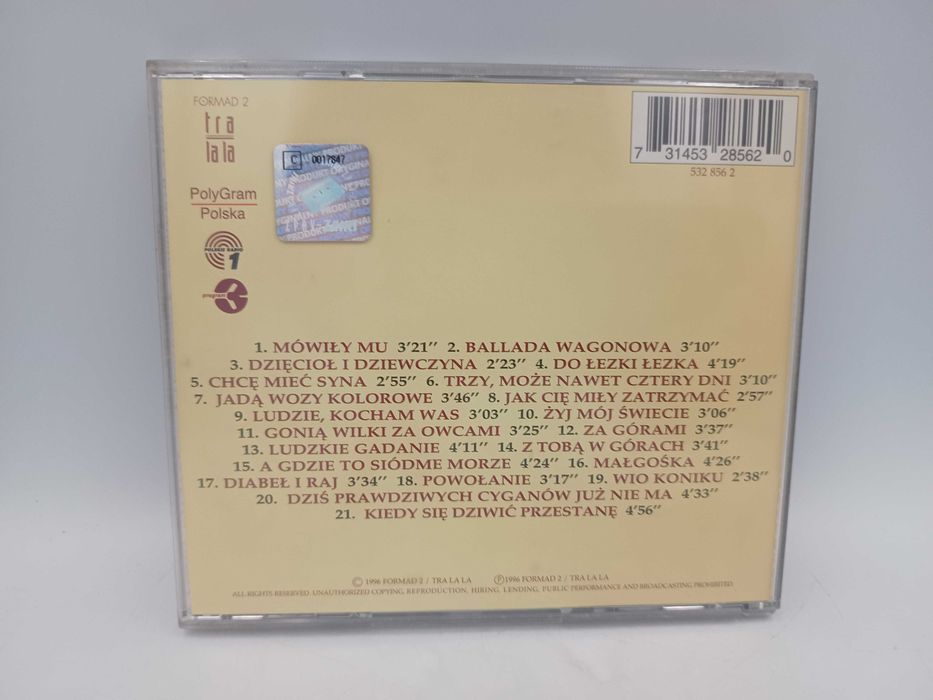 FORMAD 2
tra
la la
PolyGram
Polska
POLSKIE RADIO
1
program
C 0017847
7 31453 28562 0
532 856 2
1. MÓWIŁY MU 3'21'' 2. BALLADA WAGONOWA 3'10''
3. DZIĘCIOŁ I DZIEWCZYNA 2'23'' 4. DO ŁEZKI ŁEZKA 4'19''
5. CHCĘ MIEĆ SYNA 2'55'' 6. TRZY, MOŻE NAWET CZTERY DNI 3'10''
7. JADĄ WOZY KOLOROWE 3'46'' 8. JAK CIĘ MIŁY ZATRZYMAĆ 2'57''
9. LUDZIE, KOCHAM WAS 3'03'' 10. ŻYJ MÓJ ŚWIECIE 3'06''
11. GONIĄ WILKI ZA OWCAMI 3'25'' 12. ZA GÓRAMI 3'37''
13. LUDZKIE GADANIE 4'11'' 14. Z TOBĄ W GÓRACH 3'41''
15. A GDZIE TO SIÓDME MORZE 4'24'' 16. MAŁGOŚKA 4'26''
17. DIABEŁ I RAJ 3'34'' 18. POWOŁANIE 3'17'' 19. WIO KONIKU 2'38''
20. DZIŚ PRAWDZIWYCH CYGANÓW JUŻ NIE MA 4'33''
21. KIEDY SIĘ DZIWIĆ PRZESTANĘ 4'56''
© 1996 FORMAD 2 / TRA LA LA ℗1996 FORMAD 2 / TRA LA LA
ALL RIGHTS RESERVED. UNAUTHORIZED COPYING, REPRODUCTION, HIRING, LENDING, PUBLIC PERFORMANCE AND BROADCASTING PROHIBITED.